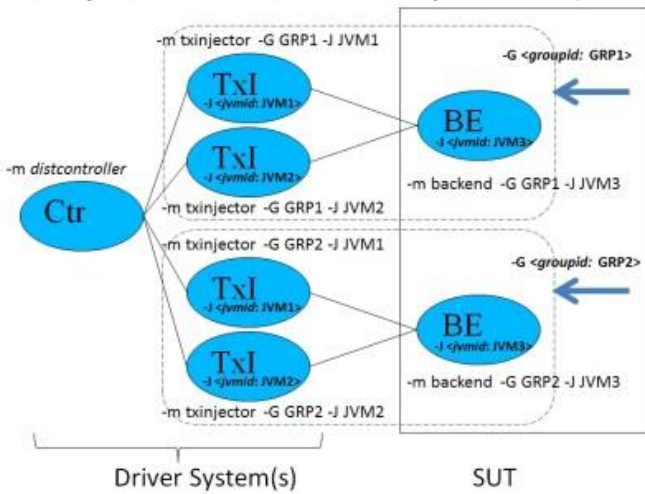 -m txinjector -G GRP1 -J JVM1
-G <groupid: GRP1>
TxI
-J <jvmid: JVM1>
BE
-J <jvmid: JVM3>
TxI
-J <jvmid: JVM2>
-m distcontroller
-m backend -G GRP1 -J JVM3
Ctr
-m txinjector -G GRP1 -J JVM2
-m txinjector -G GRP2 -J JVM1
-G <groupid: GRP2>
TxI
-J <jvmid: JVM1>
BE
-J <jvmid: JVM3>
TxI
-J <jvmid: JVM2>
-m backend -G GRP2 -J JVM3
-m txinjector -G GRP2 -J JVM2
Driver System(s)
SUT